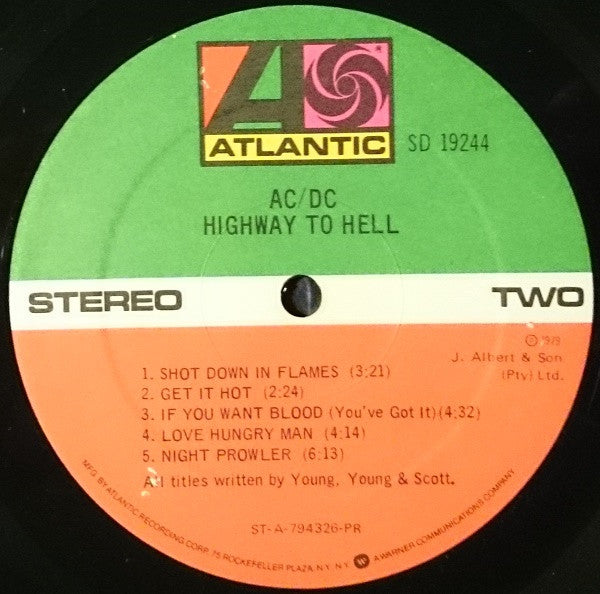 ATLANTIC
SD 19244
AC/DC
HIGHWAY TO HELL
STEREO
TWO
℗ 1979
J. Albert & Son
(Pty) Ltd.
1. SHOT DOWN IN FLAMES (3:21)
2. GET IT HOT (2:24)
3. IF YOU WANT BLOOD (You've Got It)(4:32)
4. LOVE HUNGRY MAN (4:14)
5. NIGHT PROWLER (6:13)
All titles written by Young, Young & Scott.
ST-A-794326-PR
MFG. BY ATLANTIC RECORDING CORP. 75 ROCKEFELLER PLAZA, N.Y. N.Y. A WARNER COMMUNICATIONS COMPANY